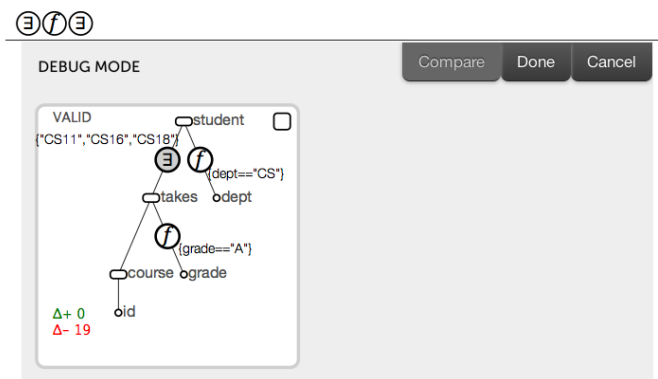 ∃ƒ∃
DEBUG MODE
Compare Done Cancel
VALID
student
{"CS11","CS16","CS18"}
∃ ƒ
{dept=="CS"}
takes dept
ƒ
{grade=="A"}
course grade
id
Δ+ 0
Δ- 19